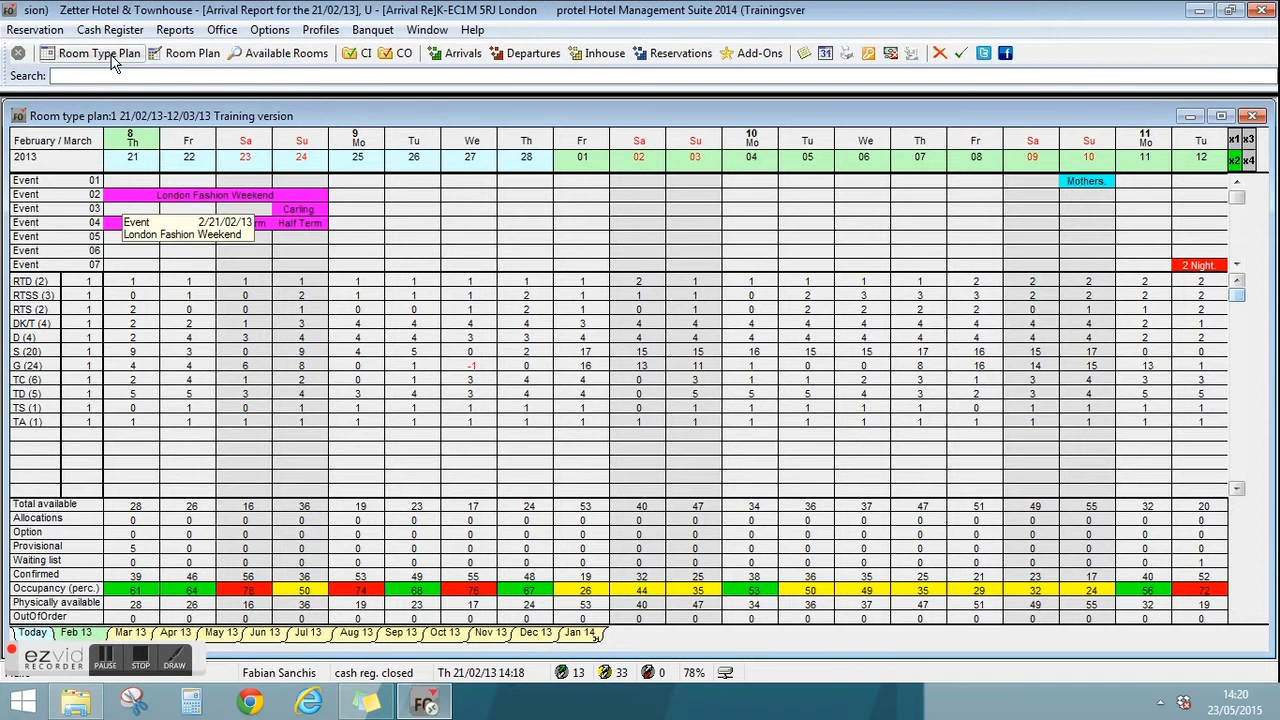 sion) Zetter Hotel & Townhouse - [Arrival Report for the 21/02/13], U - [Arrival Re]K-EC1M 5RJ London protel Hotel Management Suite 2014 (Trainingsver
Reservation Cash Register Reports Office Options Profiles Banquet Window Help
Room Type Plan Room Plan Available Rooms CI CO Arrivals Departures Inhouse Reservations Add-Ons 31
Search:
Room type plan:1 21/02/13-12/03/13 Training version
February / March 8 9 10 11 x1 x3
Th Fr Sa Su Mo Tu We Th Fr Sa Su Mo Tu We Th Fr Sa Su Mo Tu
2013 21 22 23 24 25 26 27 28 01 02 03 04 05 06 07 08 09 10 11 12 x2 x4
Event 01 Mothers.
Event 02 London Fashion Weekend
Event 03 Carling
Event 04 Half Term
Event 2/21/02/13
London Fashion Weekend
Event 05
Event 06
Event 07 2 Night.
RTD (2) 1 1 1 1 1 1 1 1 1 1 2 1 1 1 1 1 2 2 2 2 2
RTSS (3) 1 0 1 0 2 1 1 1 2 1 1 1 0 2 3 3 3 2 2 2 2
RTS (2) 1 2 0 0 1 0 1 1 2 1 0 0 1 2 2 2 2 2 2 2 1
DK/T (4) 1 2 2 1 3 4 4 4 4 3 4 4 4 4 4 4 4 4 4 2 1
D (4) 1 2 4 3 4 4 4 3 3 4 4 4 4 4 4 4 4 4 4 4 2
S (20) 1 9 3 0 9 4 5 0 2 17 15 15 16 15 15 17 16 15 17 0 0
G (24) 1 4 4 6 8 0 1 -1 0 16 13 11 1 0 0 8 16 14 15 13 1
TC (6) 1 2 4 1 2 0 1 3 4 4 0 3 1 1 2 3 1 3 3 1 3
TD (5) 1 5 5 3 4 3 4 4 4 4 0 5 5 5 4 5 2 3 4 5 5
TS (1) 1 0 1 0 1 1 1 1 1 1 0 1 1 1 1 1 0 1 1 1 1
TA (1) 1 1 1 1 1 1 1 1 1 1 1 1 1 1 1 1 1 1 1 1 1
Total available 28 26 16 36 19 23 17 24 53 40 47 34 36 37 47 51 49 55 32 20
Allocations 0 0 0 0 0 0 0 0 0 0 0 0 0 0 0 0 0 0 0 0
Option 0 0 0 0 0 0 0 0 0 0 0 0 0 0 0 0 0 0 0 0
Provisional 5 0 0 0 0 0 0 0 0 0 0 0 0 0 0 0 0 0 0 0
Waiting list 0 0 0 0 0 0 0 0 0 0 0 0 0 0 0 0 0 0 0 1
Confirmed 39 46 56 36 53 49 55 48 19 32 25 38 36 35 25 21 23 17 40 52
Occupancy (perc.) 61 64 78 50 74 68 76 67 26 44 35 53 50 49 35 29 32 24 56 72
Physically available 28 26 16 36 19 23 17 24 53 40 47 34 36 37 47 51 49 55 32 19
OutOfOrder 0 0 0 0 0 0 0 0 0 0 0 0 0 0 0 0 0 0 0 0
Today Feb 13 Mar 13 Apr 13 May 13 Jun 13 Jul 13 Aug 13 Sep 13 Oct 13 Nov 13 Dec 13 Jan 14
ezvid RECORDER PAUSE STOP DRAW
Fabian Sanchis cash reg. closed Th 21/02/13 14:18 13 33 0 78%
14:20
23/05/2015